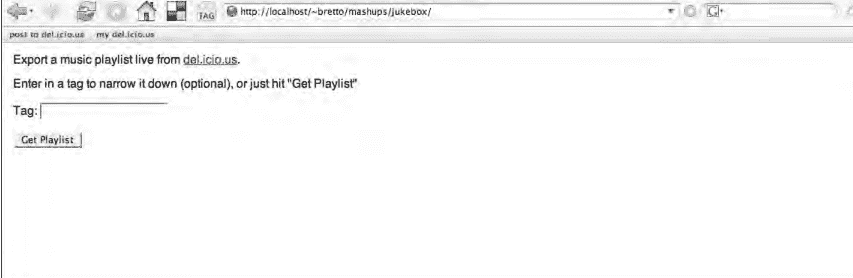 TAG http://localhost/~bretto/mashups/jukebox/ G
post to del.icio.us my del.icio.us
Export a music playlist live from del.icio.us.
Enter in a tag to narrow it down (optional), or just hit "Get Playlist"
Tag:
Get Playlist